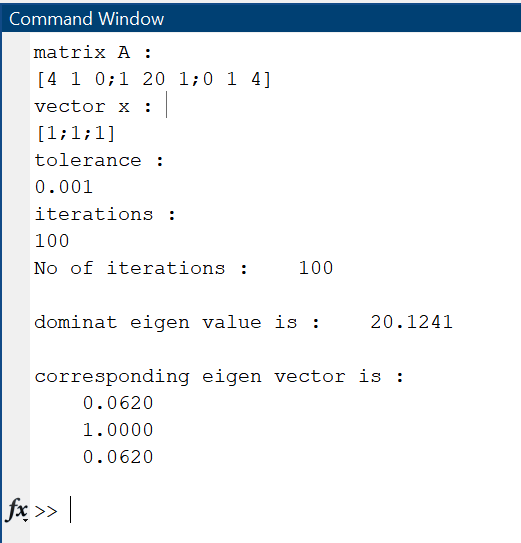 Command Window
matrix A :
[4 1 0;1 20 1;0 1 4]
vector x :
[1;1;1]
tolerance :
0.001
iterations :
100
No of iterations :    100
dominat eigen value is :    20.1241
corresponding eigen vector is :
0.0620
1.0000
0.0620
fx >>